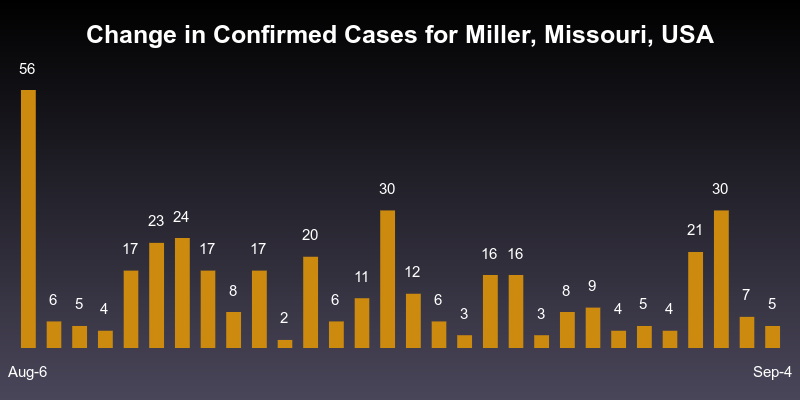 Change in Confirmed Cases for Miller, Missouri, USA
56 6 5 4 17 23 24 17 8 17 2 20 6 11 30 12 6 3 16 16 3 8 9 4 5 4 21 30 7 5
Aug-6 Sep-4